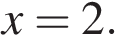 x = 2.